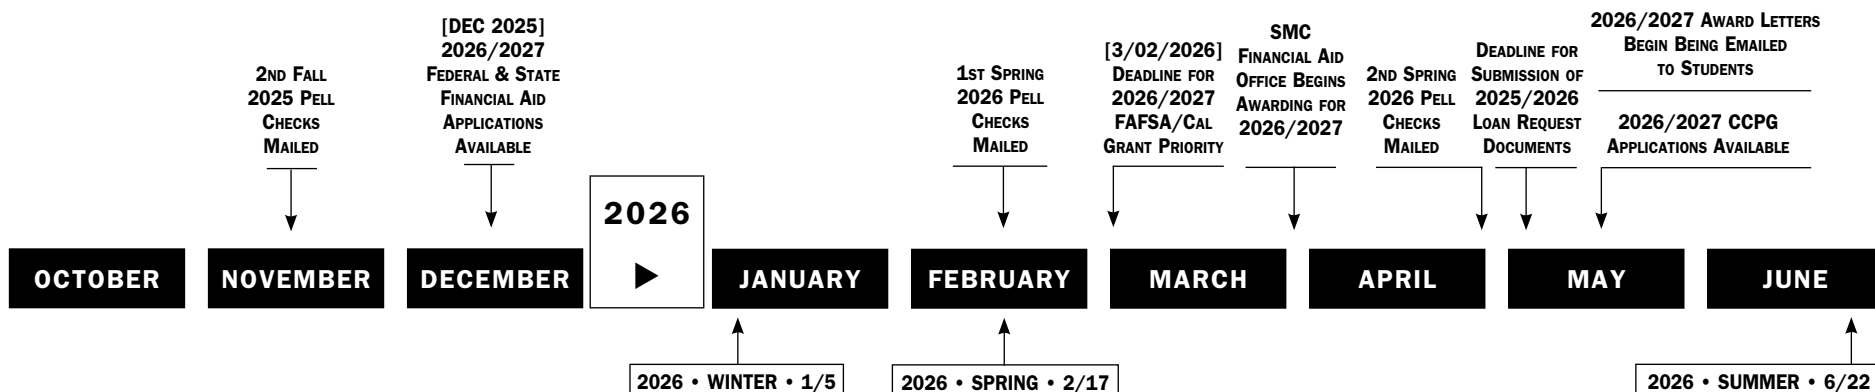 2nd Fall
2025 Pell
Checks
Mailed
[Dec 2025]
2026/2027
Federal & State
Financial Aid
Applications
Available
1st Spring
2026 Pell
Checks
Mailed
[3/02/2026]
Deadline for
2026/2027
FAFSA/Cal
Grant Priority
SMC
Financial Aid
Office Begins
Awarding for
2026/2027
2nd Spring
2026 Pell
Checks
Mailed
Deadline for
Submission of
2025/2026
Loan Request
Documents
2026/2027 Award Letters
Begin Being Emailed
to Students
2026/2027 CCPG
Applications Available
OCTOBER
NOVEMBER
DECEMBER
2026
JANUARY
FEBRUARY
MARCH
APRIL
MAY
JUNE
2026 • WINTER • 1/5
2026 • SPRING • 2/17
2026 • SUMMER • 6/22